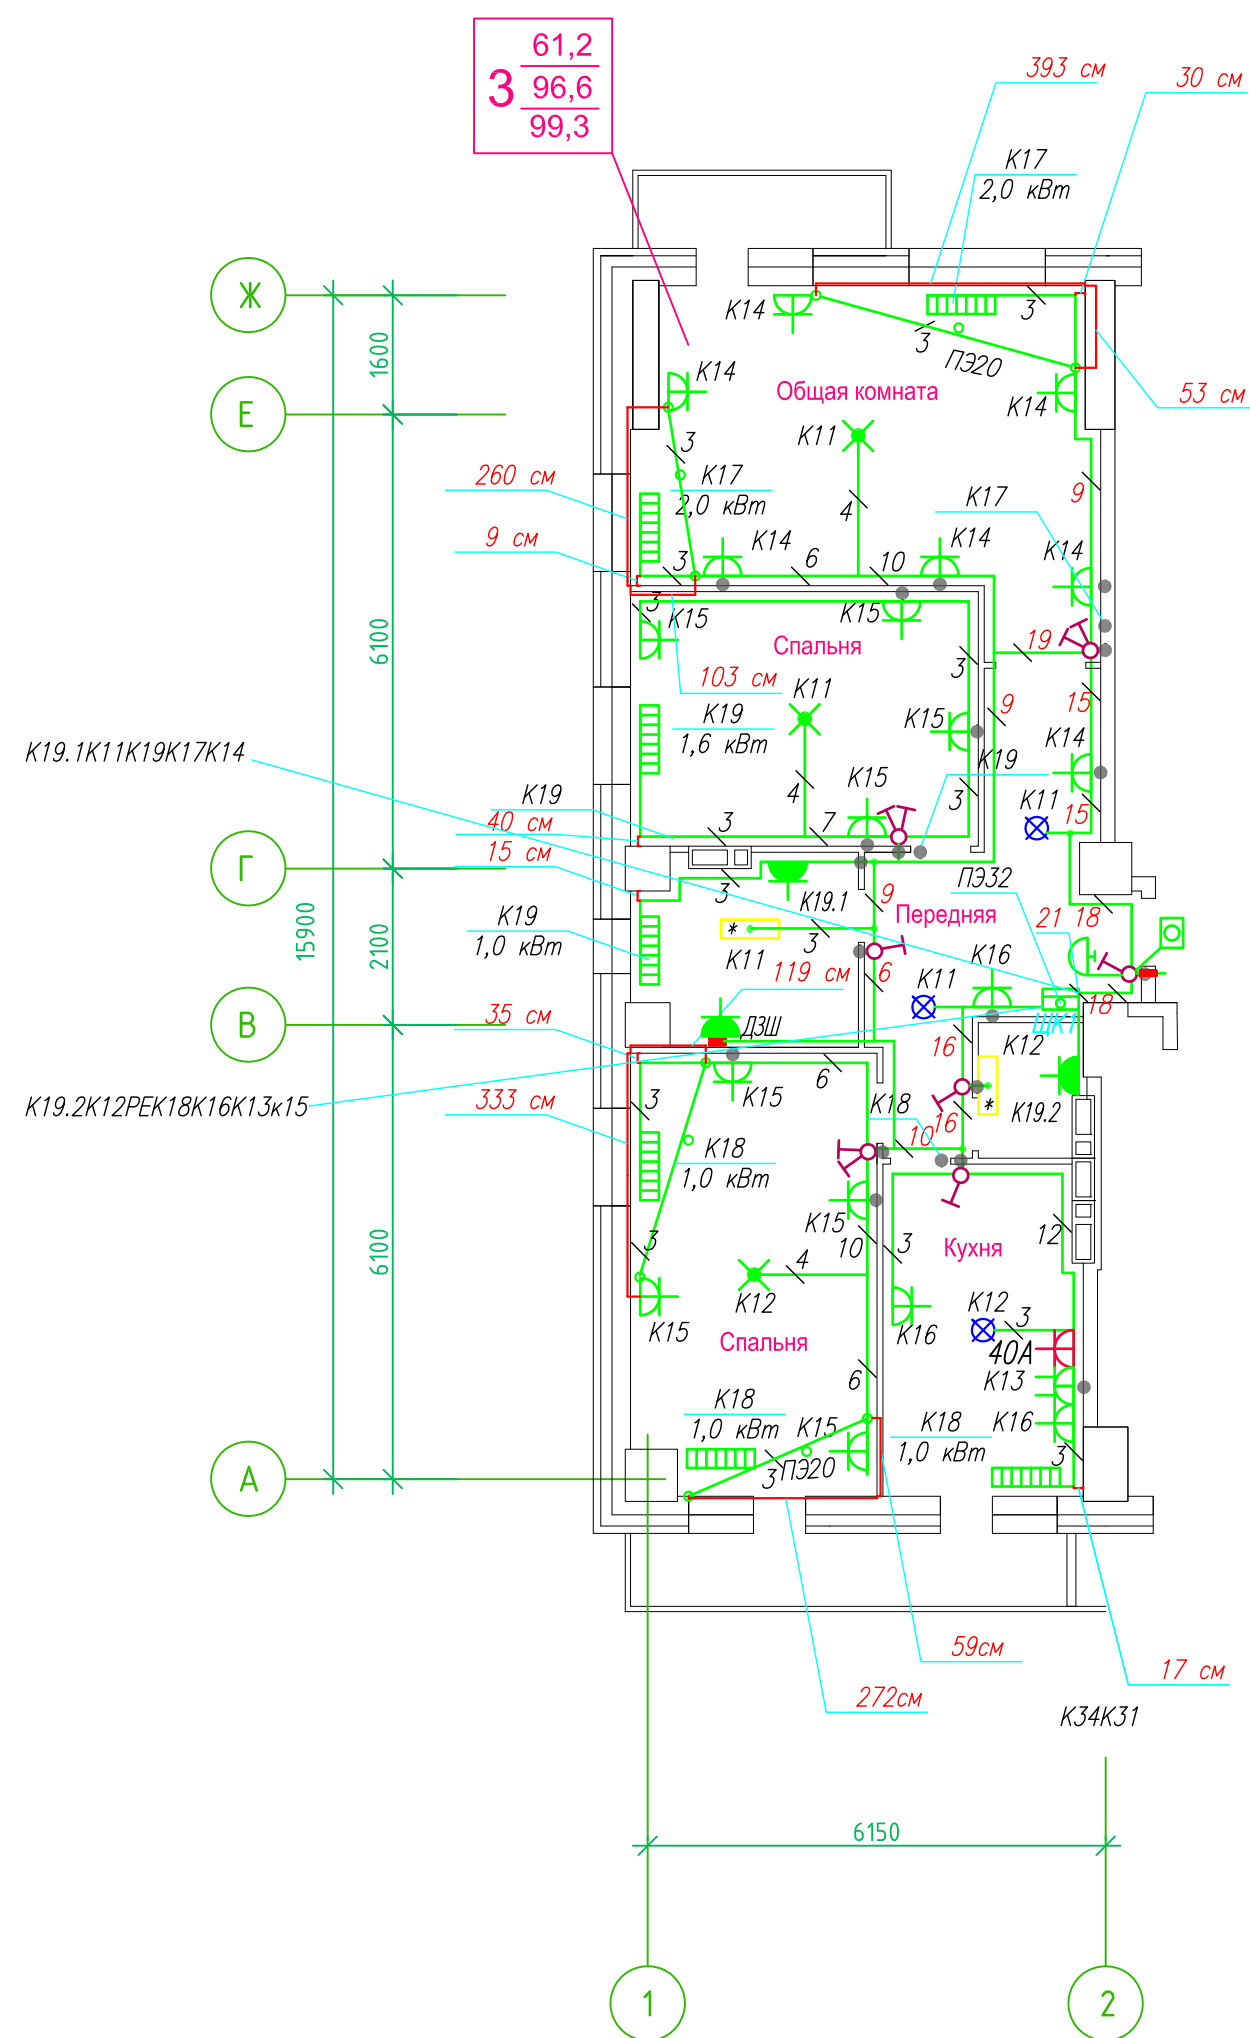 61,2
3 96,6
99,3
393 см
30 см
К17
2,0 кВт
Ж
К14
3
3
ПЭ20
1600
К14
Общая комната
К14
53 см
Е
К11
3
260 см
К17
2,0 кВт
9
К17
4
9 см
К14
К14
К14
3
6
10
3
К15
К15
Спальня
19
6100
3
103 см
К11
9
15
К19
1,6 кВт
К15
К14
К19.1К11К19К17К14
К19
К15
4
3
К19
К11
40 см
3
7
15
15 см
Г
3
К19.1
ПЭ32
9
Передняя
К19
1,0 кВт
15900
2100
*
3
21
18
К11
К16
119 см
6
К11
18
35 см
В
ДЗШ
ЩК1
16
К12
6
К15
К19.2К12РЕК18К16К13к15
333 см
3
К18
*
К19.2
16
10
К18
1,0 кВт
К15
6100
3
10
3
12
Кухня
4
К12
К12
3
К15
К16
Спальня
40А
6
К13
К18
1,0 кВт
К15
К18
1,0 кВт
К16
3
ПЭ20
3
А
59см
17 см
272см
К34К31
6150
1
2